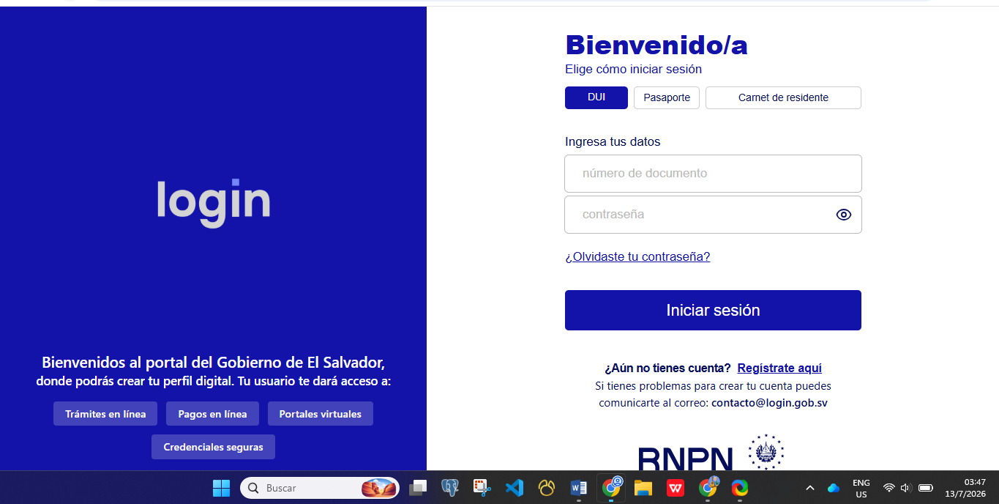 login
Bienvenidos al portal del Gobierno de El Salvador,
donde podrás crear tu perfil digital. Tu usuario te dará acceso a:
Trámites en línea
Pagos en línea
Portales virtuales
Credenciales seguras
Bienvenido/a
Elige cómo iniciar sesión
DUI
Pasaporte
Carnet de residente
Ingresa tus datos
número de documento
contraseña
¿Olvidaste tu contraseña?
Iniciar sesión
¿Aún no tienes cuenta? Regístrate aquí
Si tienes problemas para crear tu cuenta puedes
comunicarte al correo: contacto@login.gob.sv
RNPN
Buscar
W
W
ENG
US
03:47
13/7/2026